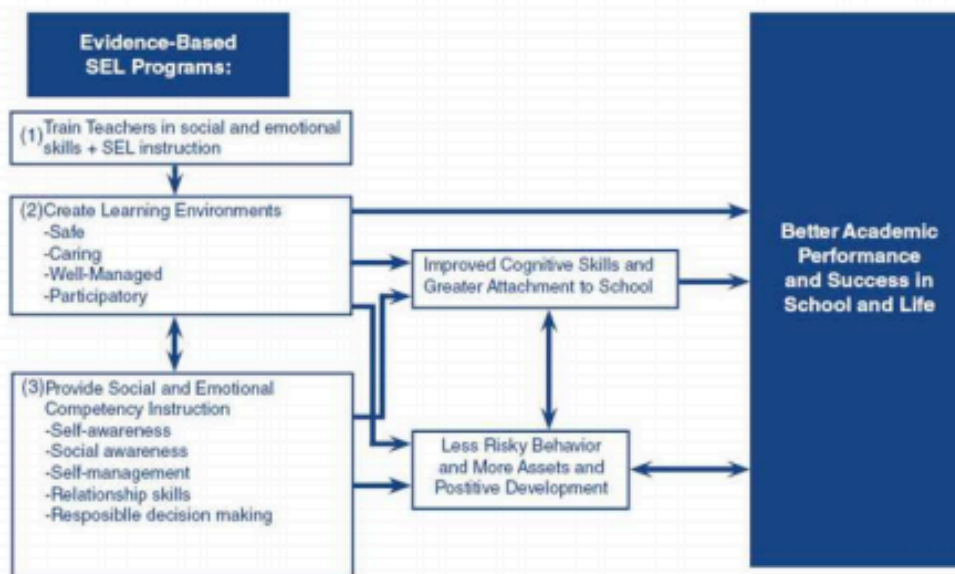 Evidence-Based
SEL Programs:
(1) Train Teachers in social and emotional
skills + SEL instruction
(2) Create Learning Environments
-Safe
-Caring
-Well-Managed
-Participatory
(3) Provide Social and Emotional
Competency Instruction
-Self-awareness
-Social awareness
-Self-management
-Relationship skills
-Resposiblle decision making
Improved Cognitive Skills and
Greater Attachment to School
Less Risky Behavior
and More Assets and
Postitive Development
Better Academic
Performance
and Success in
School and Life